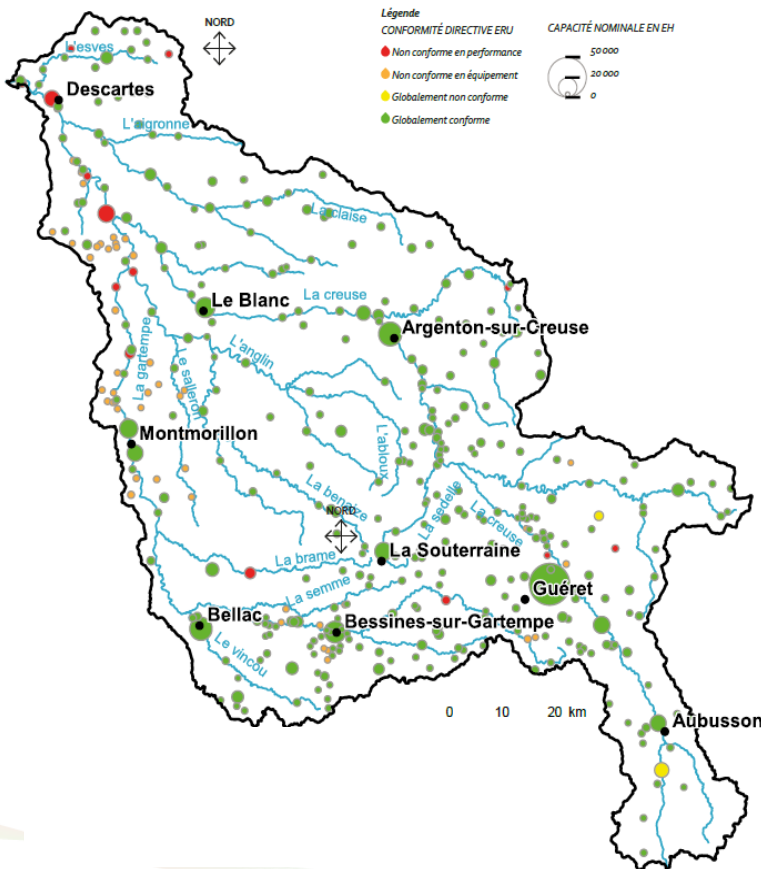 Légende
CONFORMITÉ DIRECTIVE ERU
Non conforme en performance
Non conforme en équipement
Globalement non conforme
Globalement conforme
CAPACITÉ NOMINALE EN EH
50 000
20 000
0
NORD
L'esves
Descartes
L'aigronne
La claise
Le Blanc
La creuse
Argenton-sur-Creuse
L'anglin
La gartempe
Le salleron
Montmorillon
L'abloux
La benaize
NORD
La sedelle
La creuse
La brame
La Souterraine
La semme
Guéret
Bellac
Bessines-sur-Gartempe
Le vincou
0 10 20 km
Aubusson